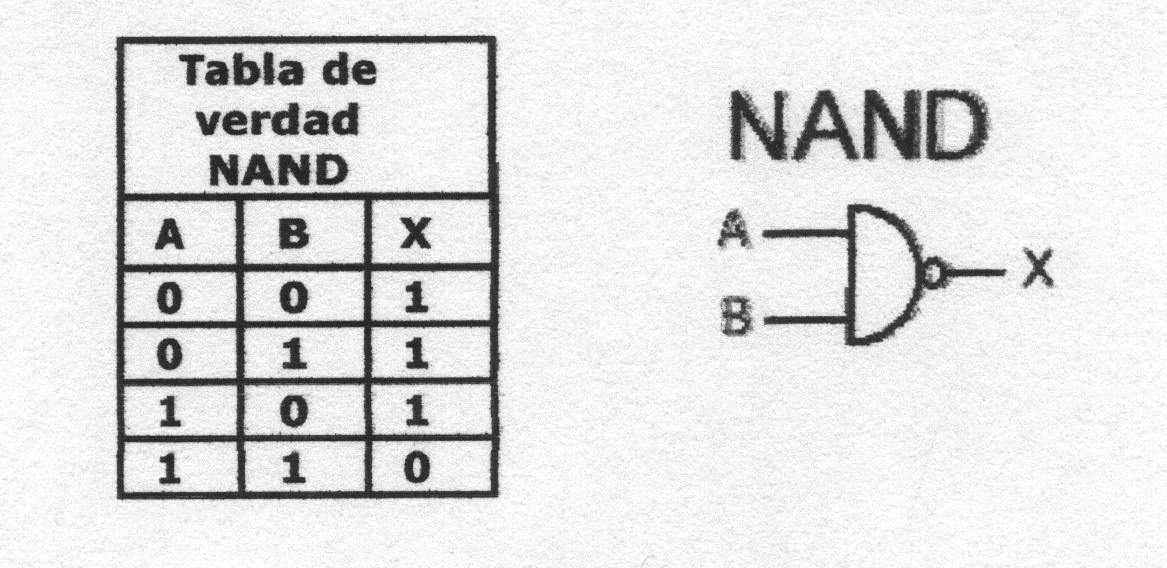 Tabla de
verdad
NAND
A B X
0 0 1
0 1 1
1 0 1
1 1 0
NAND
A
B
X